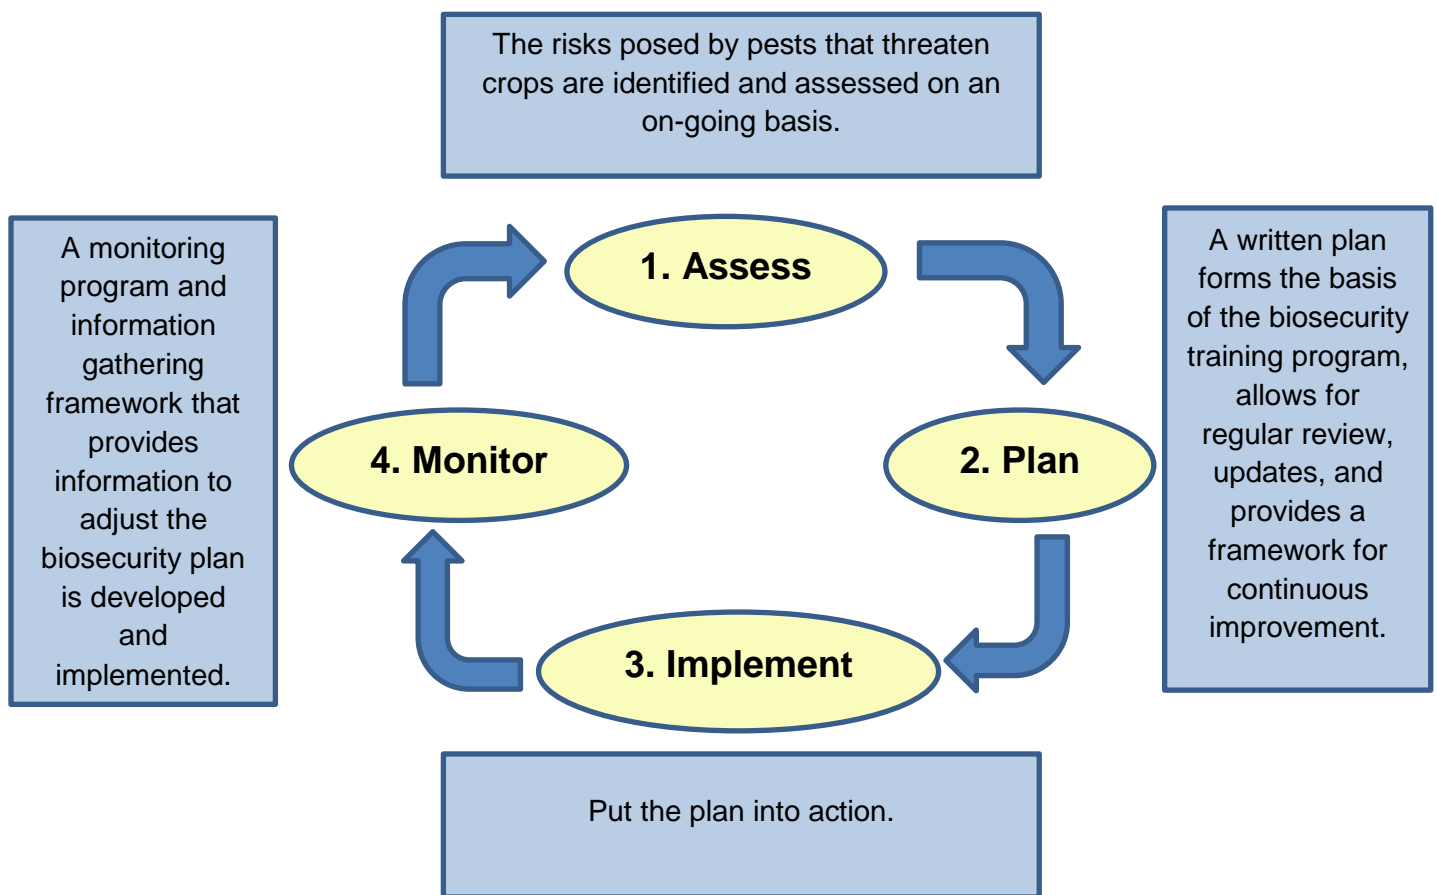 The risks posed by pests that threaten
crops are identified and assessed on an
on-going basis.
1. Assess
A written plan
forms the basis
of the biosecurity
training program,
allows for
regular review,
updates, and
provides a
framework for
continuous
improvement.
2. Plan
3. Implement
Put the plan into action.
4. Monitor
A monitoring
program and
information
gathering
framework that
provides
information to
adjust the
biosecurity plan
is developed
and
implemented.